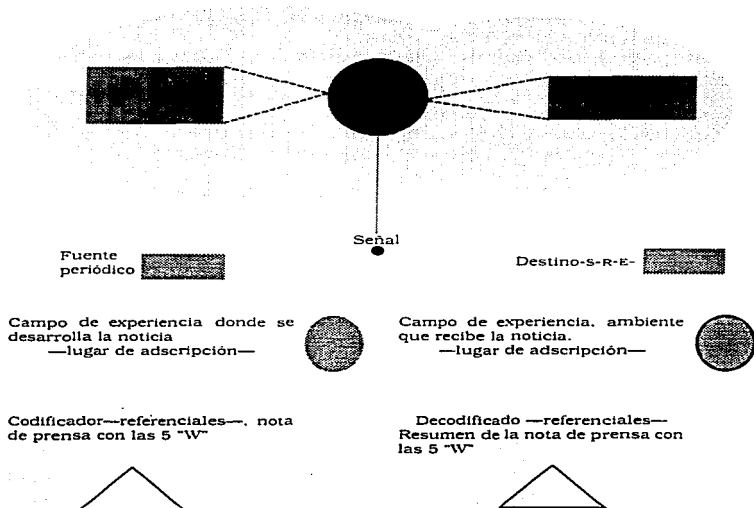 Señal
Fuente
periódico
Destino-S-R-E-
Campo de experiencia donde se
desarrolla la noticia
—lugar de adscripción—
Campo de experiencia, ambiente
que recibe la noticia.
—lugar de adscripción—
Codificador—referenciales—, nota
de prensa con las 5 "W"
Decodificado —referenciales—
Resumen de la nota de prensa con
las 5 "W"